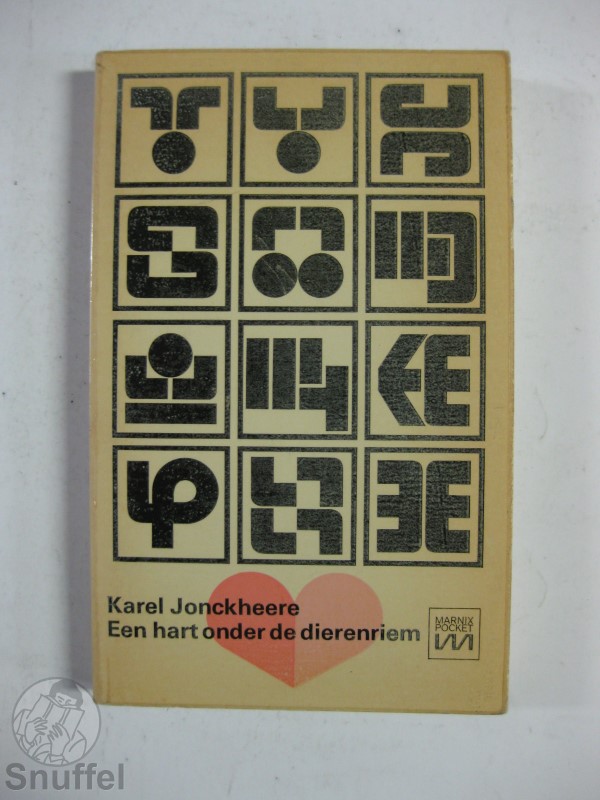 Karel Jonckheere
Een hart onder de dierenriem
MARNIX
POCKET
Snuffel